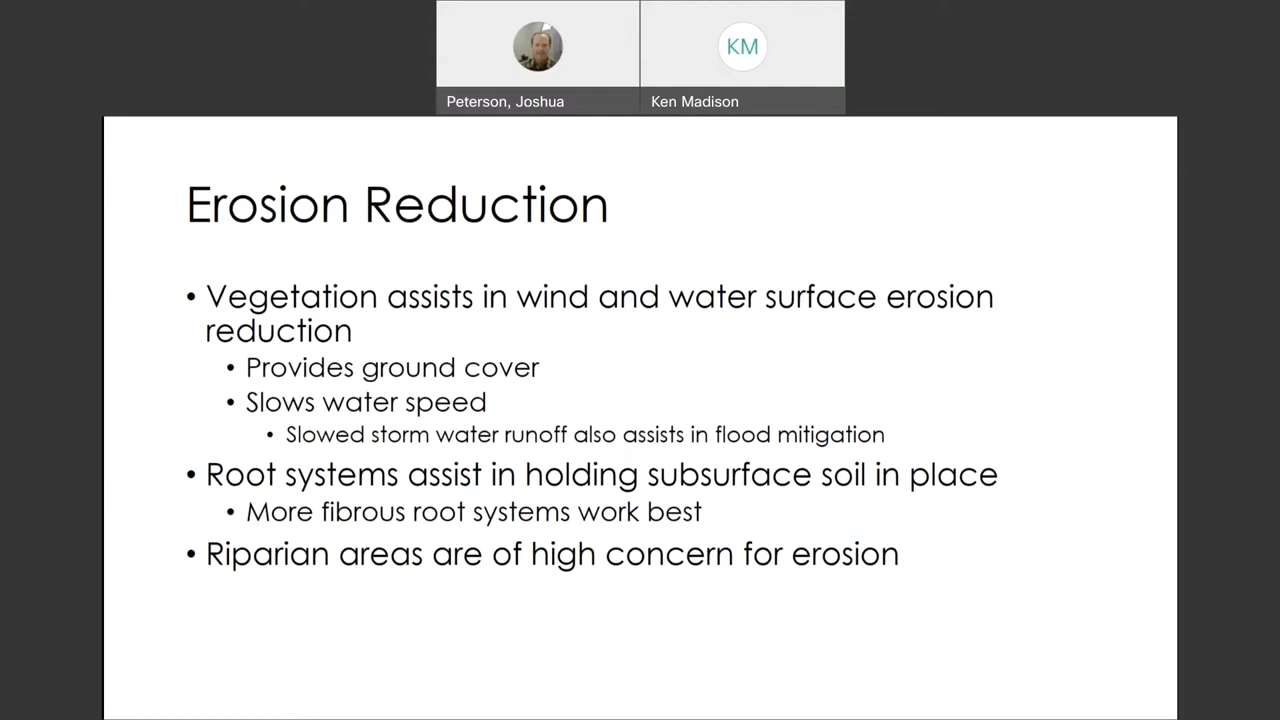 KM
Peterson, Joshua
Ken Madison
Erosion Reduction
• Vegetation assists in wind and water surface erosion
reduction
• Provides ground cover
• Slows water speed
• Slowed storm water runoff also assists in flood mitigation
• Root systems assist in holding subsurface soil in place
• More fibrous root systems work best
• Riparian areas are of high concern for erosion